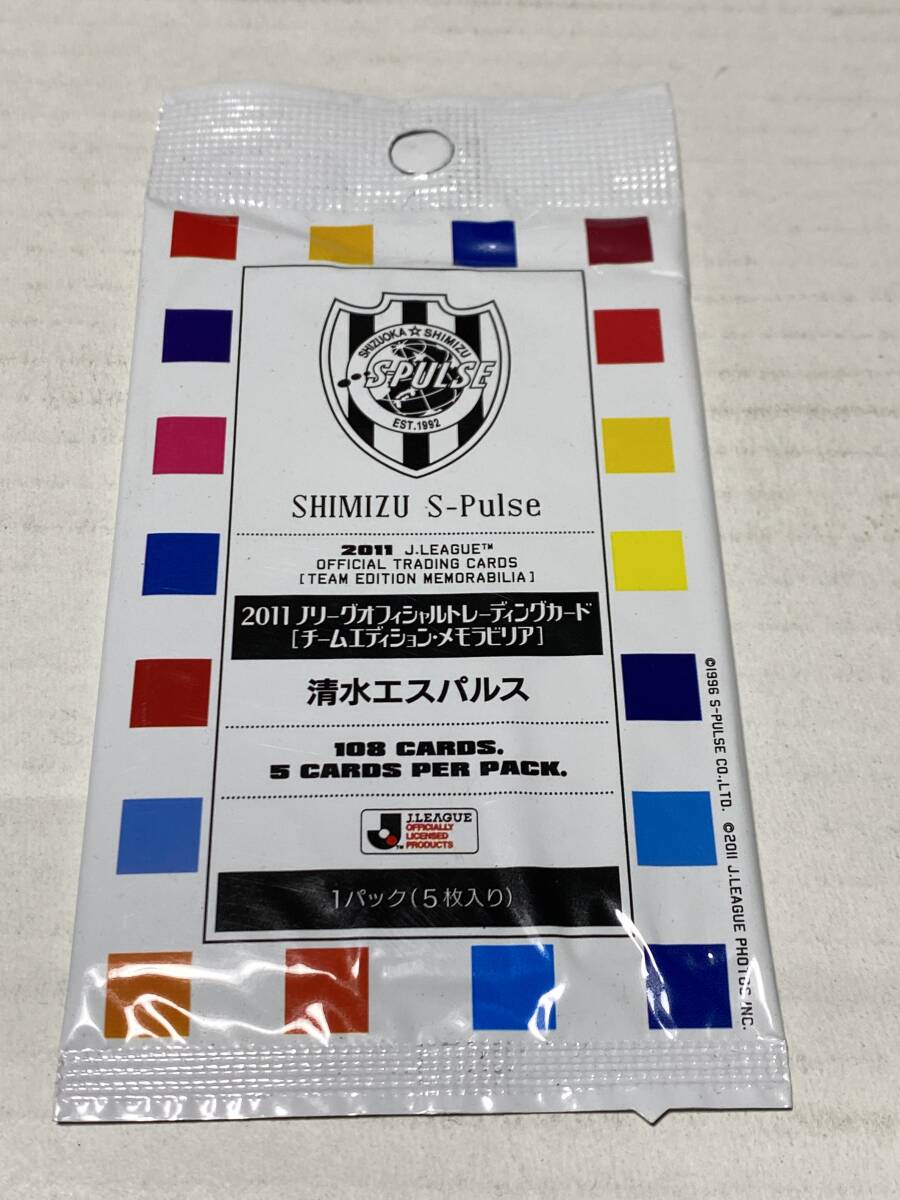 SHIZUOKA☆SHIMIZU
S-PULSE
EST.1992
SHIMIZU S-Pulse
2011 J.LEAGUE™
OFFICIAL TRADING CARDS
[TEAM EDITION MEMORABILIA]
2011 Jリーグオフィシャルトレーディングカード
[チームエディション・メモラビリア]
清水エスパルス
108 CARDS.
5 CARDS PER PACK.
J.LEAGUE
OFFICIALLY
LICENSED
PRODUCTS
TM
1パック(5枚入り)
©1996 S-PULSE CO.,LTD. ©2011 J.LEAGUE PHOTOS INC.